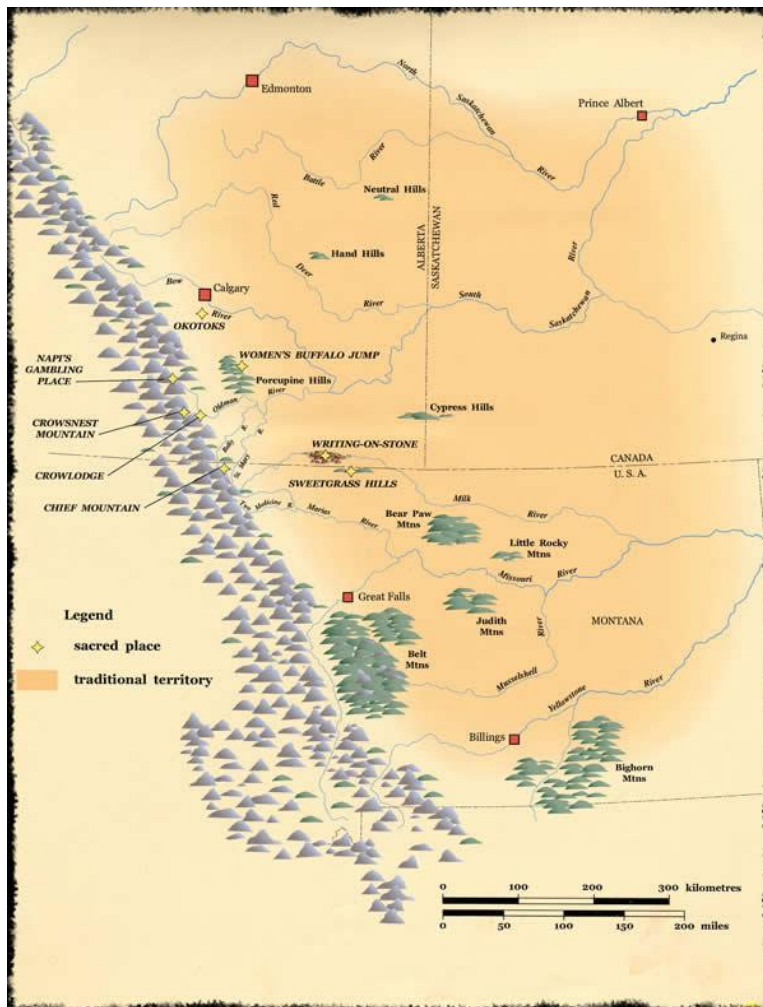 North
Saskatchewan
River
Edmonton
Prince Albert
Battle
River
Neutral Hills
Red
Deer
River
Hand Hills
ALBERTA
SASKATCHEWAN
River
South
Saskatchewan
Bow
River
Calgary
OKOTOKS
Regina
NAPI'S
GAMBLING
PLACE
WOMEN'S BUFFALO JUMP
Porcupine Hills
Oldman
River
CROWSNEST
MOUNTAIN
Cypress Hills
Belly R.
St. Mary R.
WRITING-ON-STONE
CANADA
U. S. A.
CROWLODGE
SWEETGRASS HILLS
CHIEF MOUNTAIN
Two Medicine R.
Marias
River
Milk
River
Bear Paw
Mtns
Little Rocky
Mtns
Missouri
River
Great Falls
Judith
Mtns
River
Musselshell
MONTANA
Belt
Mtns
Legend
sacred place
traditional territory
Yellowstone
River
Billings
Bighorn
Mtns
0 100 200 300 kilometres
0 50 100 150 200 miles